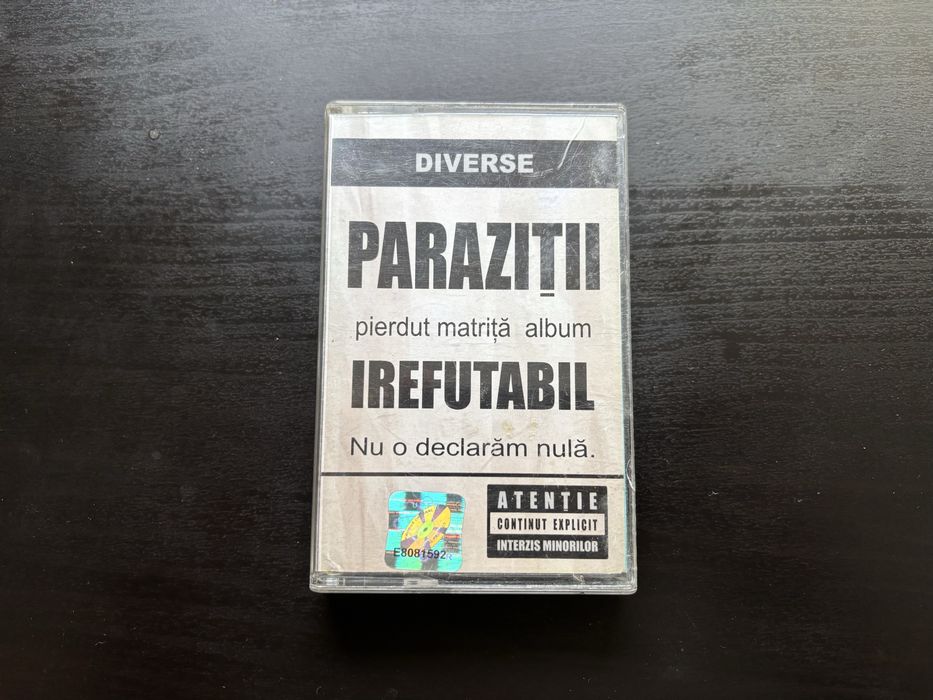 DIVERSE
PARAZIȚII
pierdut matriță album
IREFUTABIL
Nu o declarăm nulă.
ATENȚIE
CONTINUT EXPLICIT
INTERZIS MINORILOR
E8081592